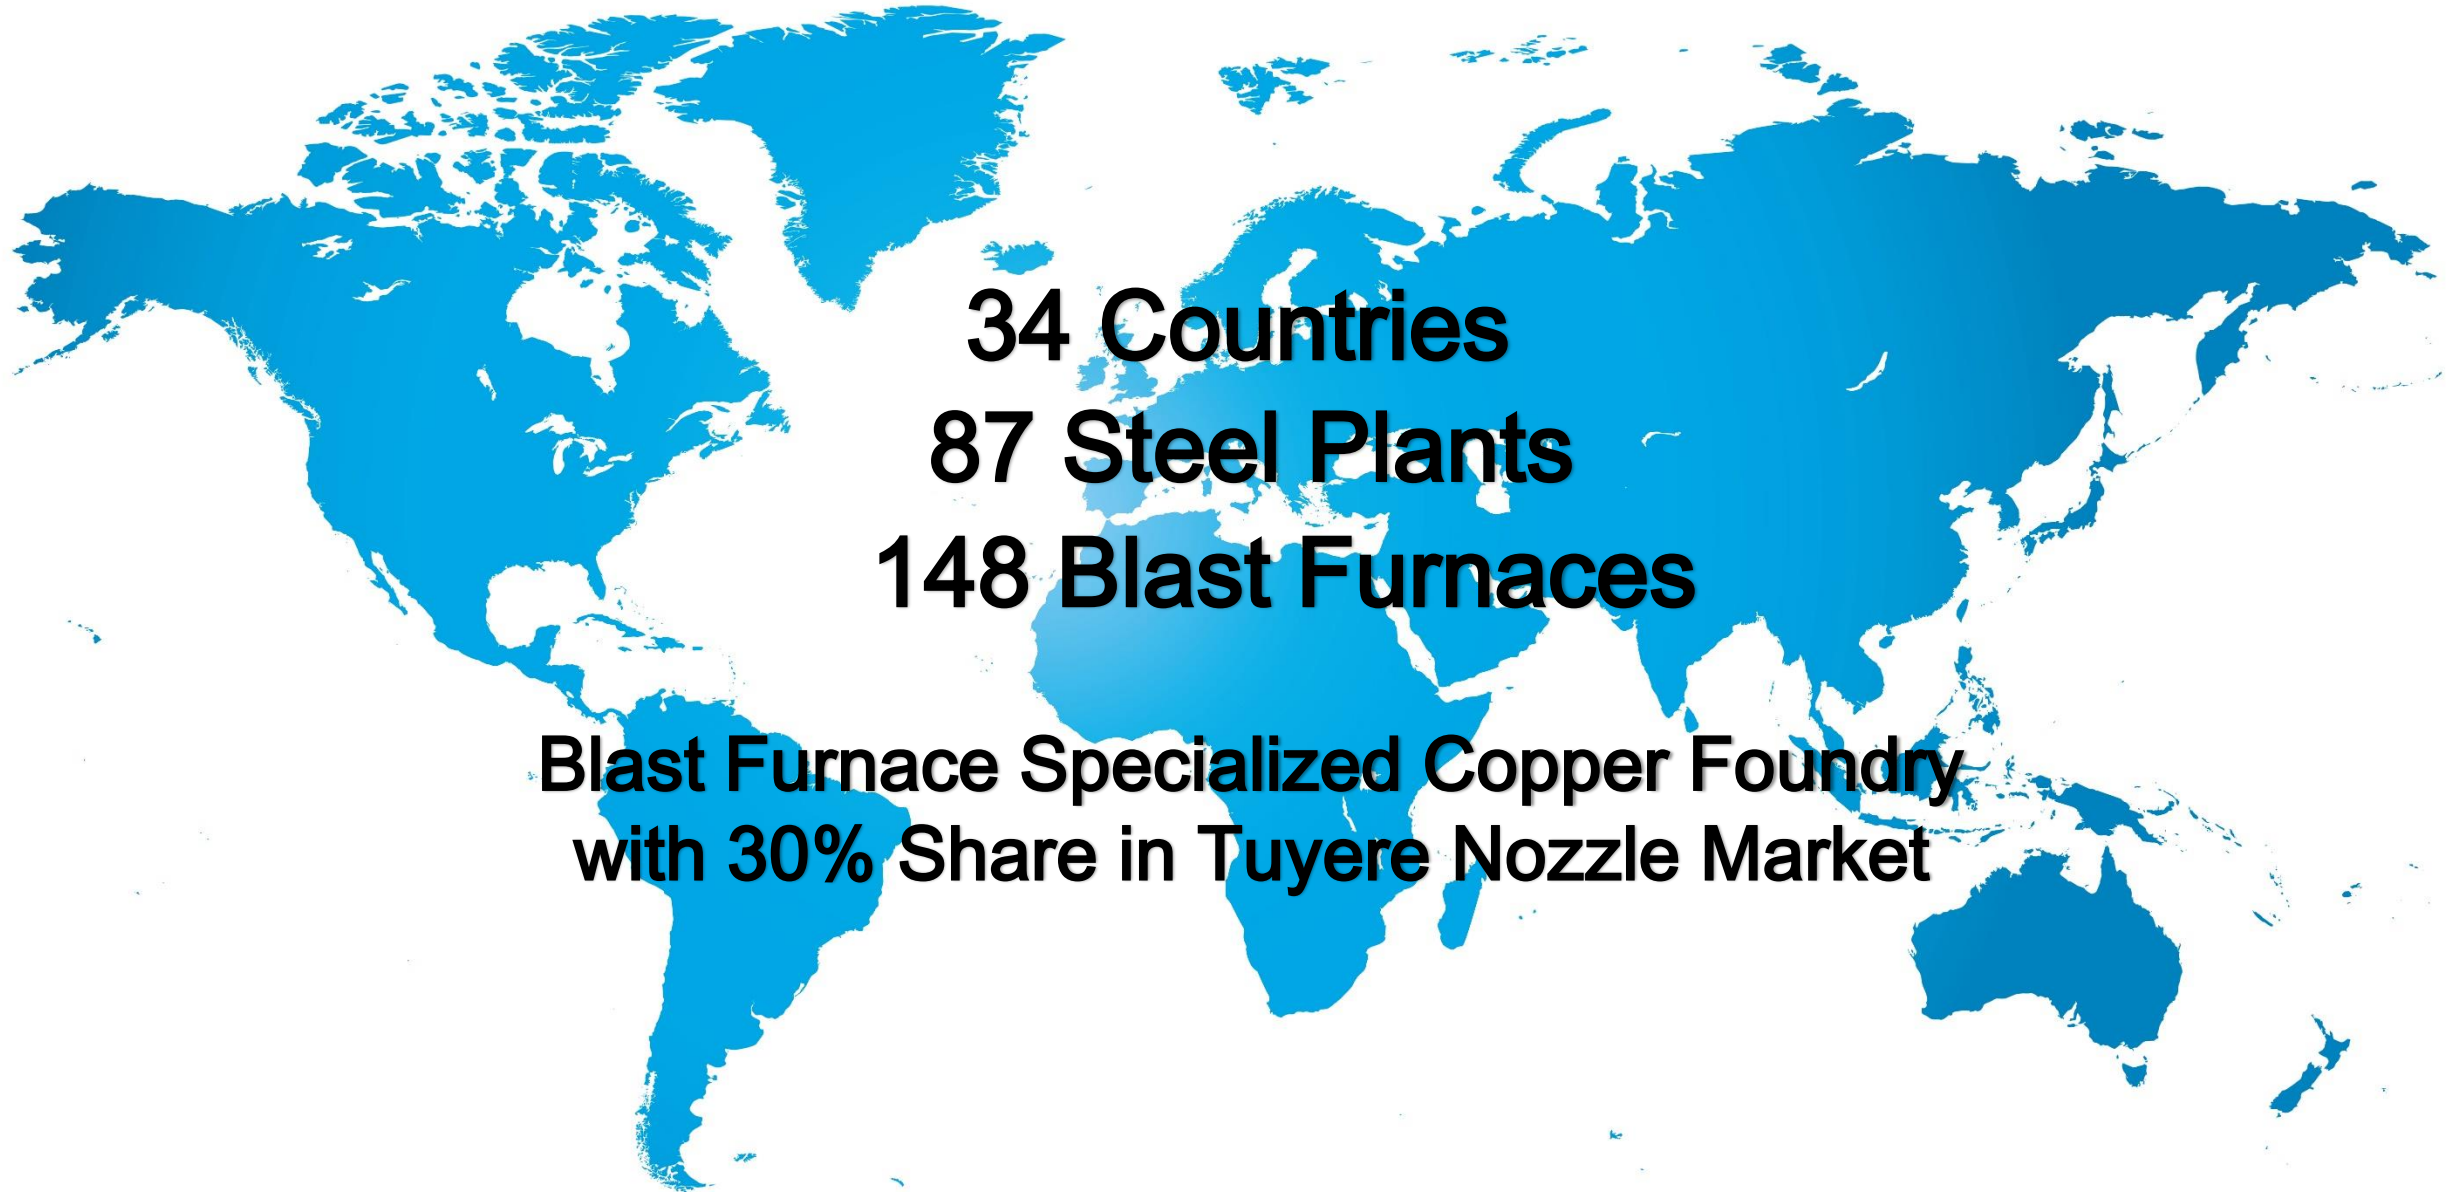 34 Countries
87 Steel Plants
148 Blast Furnaces
Blast Furnace Specialized Copper Foundry
with 30% Share in Tuyere Nozzle Market